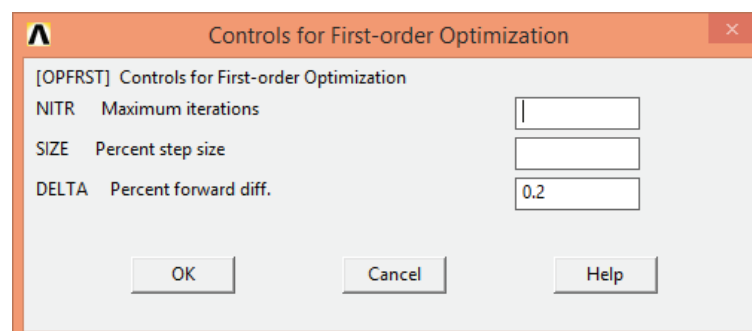 Controls for First-order Optimization
[OPFRST] Controls for First-order Optimization
NITR Maximum iterations
SIZE Percent step size
DELTA Percent forward diff. 0.2
OK Cancel Help